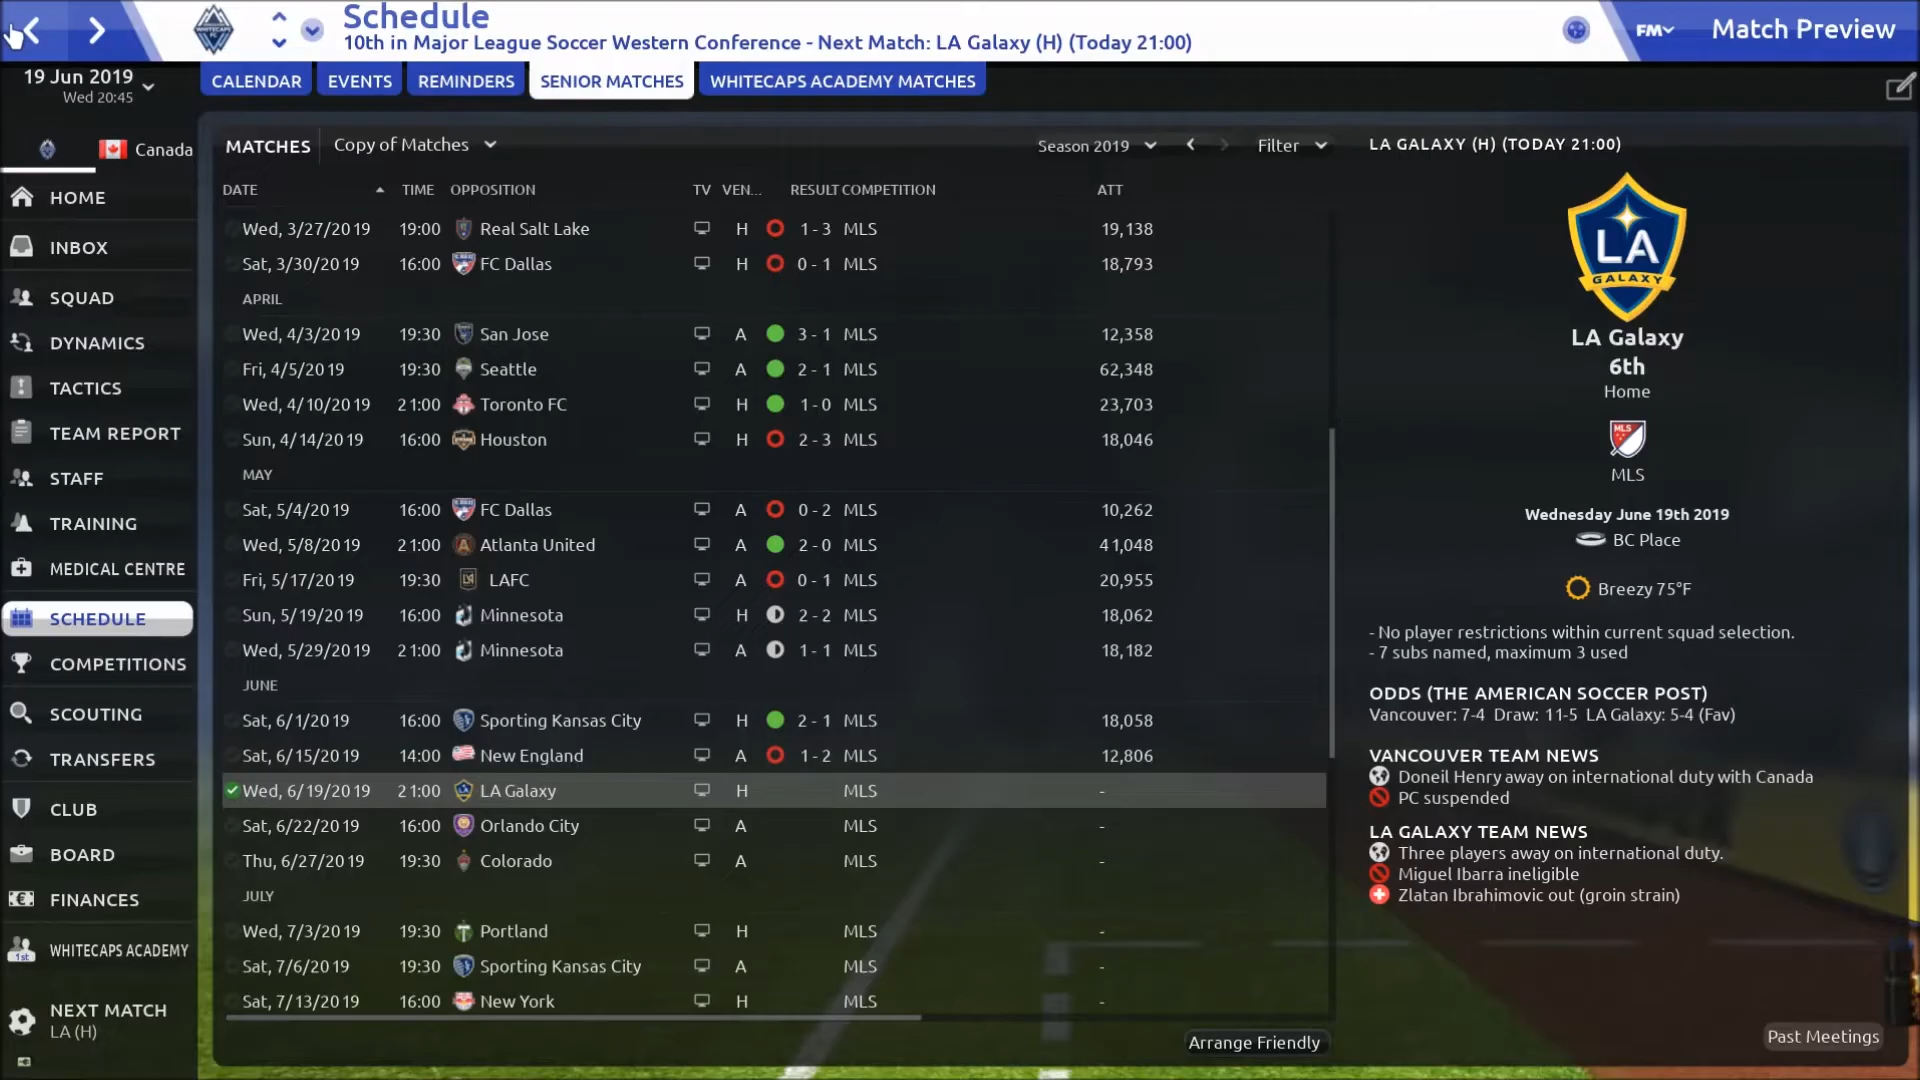 Schedule
10th in Major League Soccer Western Conference - Next Match: LA Galaxy (H) (Today 21:00)
FM
Match Preview
19 Jun 2019
Wed 20:45
CALENDAR
EVENTS
REMINDERS
SENIOR MATCHES
WHITECAPS ACADEMY MATCHES
Canada
HOME
INBOX
SQUAD
DYNAMICS
TACTICS
TEAM REPORT
STAFF
TRAINING
MEDICAL CENTRE
SCHEDULE
COMPETITIONS
SCOUTING
TRANSFERS
CLUB
BOARD
FINANCES
1st WHITECAPS ACADEMY
NEXT MATCH
LA (H)
MATCHES Copy of Matches Season 2019 Filter
DATE TIME OPPOSITION TV VEN... RESULT COMPETITION ATT
Wed, 3/27/2019 19:00 Real Salt Lake H 1 - 3 MLS 19,138
Sat, 3/30/2019 16:00 FC Dallas H 0 - 1 MLS 18,793
APRIL
Wed, 4/3/2019 19:30 San Jose A 3 - 1 MLS 12,358
Fri, 4/5/2019 19:30 Seattle A 2 - 1 MLS 62,348
Wed, 4/10/2019 21:00 Toronto FC H 1 - 0 MLS 23,703
Sun, 4/14/2019 16:00 Houston H 2 - 3 MLS 18,046
MAY
Sat, 5/4/2019 16:00 FC Dallas A 0 - 2 MLS 10,262
Wed, 5/8/2019 21:00 Atlanta United A 2 - 0 MLS 41,048
Fri, 5/17/2019 19:30 LAFC A 0 - 1 MLS 20,955
Sun, 5/19/2019 16:00 Minnesota H 2 - 2 MLS 18,062
Wed, 5/29/2019 21:00 Minnesota A 1 - 1 MLS 18,182
JUNE
Sat, 6/1/2019 16:00 Sporting Kansas City H 2 - 1 MLS 18,058
Sat, 6/15/2019 14:00 New England A 1 - 2 MLS 12,806
Wed, 6/19/2019 21:00 LA Galaxy H MLS -
Sat, 6/22/2019 16:00 Orlando City A MLS -
Thu, 6/27/2019 19:30 Colorado A MLS -
JULY
Wed, 7/3/2019 19:30 Portland H MLS -
Sat, 7/6/2019 19:30 Sporting Kansas City A MLS -
Sat, 7/13/2019 16:00 New York H MLS -
Arrange Friendly
LA GALAXY (H) (TODAY 21:00)
LA
GALAXY
LA Galaxy
6th
Home
MLS
MLS
Wednesday June 19th 2019
BC Place
Breezy 75°F
- No player restrictions within current squad selection.
- 7 subs named, maximum 3 used
ODDS (THE AMERICAN SOCCER POST)
Vancouver: 7-4 Draw: 11-5 LA Galaxy: 5-4 (Fav)
VANCOUVER TEAM NEWS
Doneil Henry away on international duty with Canada
PC suspended
LA GALAXY TEAM NEWS
Three players away on international duty.
Miguel Ibarra ineligible
Zlatan Ibrahimovic out (groin strain)
Past Meetings